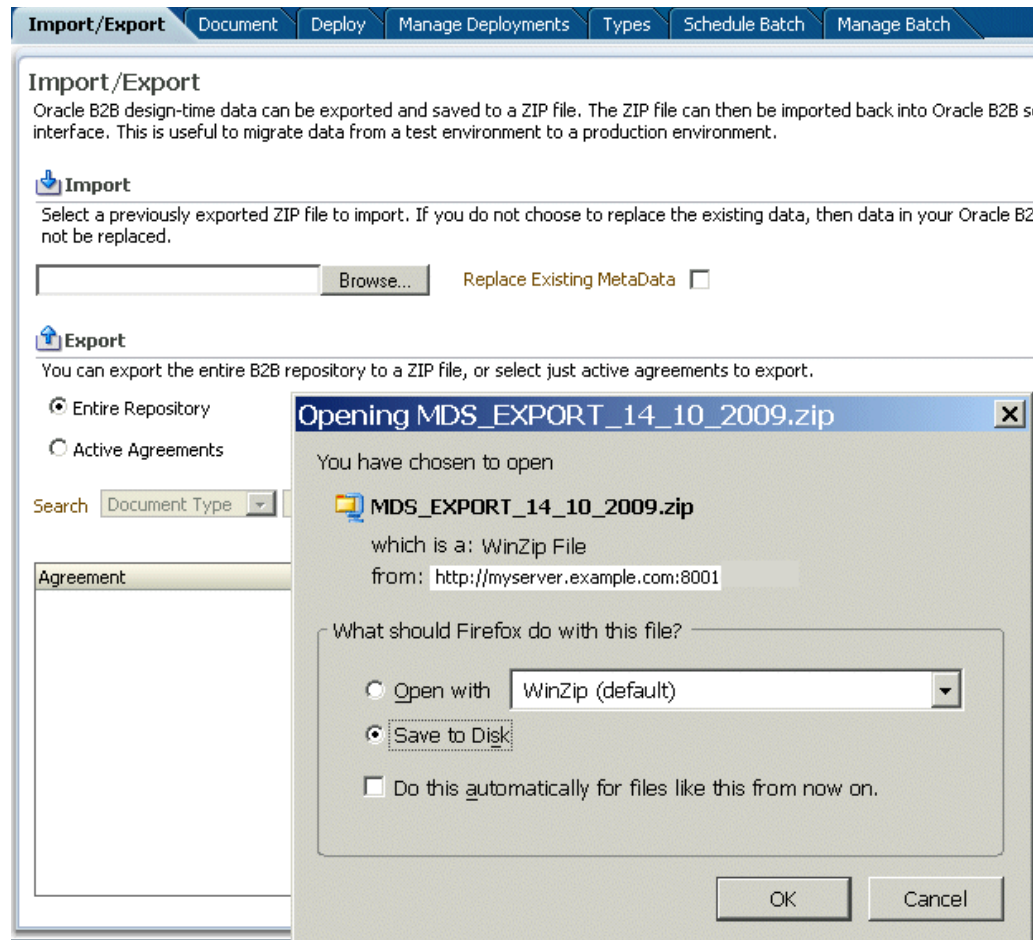 Import/Export Document Deploy Manage Deployments Types Schedule Batch Manage Batch
Import/Export
Oracle B2B design-time data can be exported and saved to a ZIP file. The ZIP file can then be imported back into Oracle B2B
interface. This is useful to migrate data from a test environment to a production environment.
Import
Select a previously exported ZIP file to import. If you do not choose to replace the existing data, then data in your Oracle
not be replaced.
Browse... Replace Existing MetaData
Export
You can export the entire B2B repository to a ZIP file, or select just active agreements to export.
Entire Repository
Active Agreements
Search Document Type
Agreement
Opening MDS_EXPORT_14_10_2009.zip
You have chosen to open
MDS_EXPORT_14_10_2009.zip
which is a: WinZip File
from: http://myserver.example.com:8001
What should Firefox do with this file?
Open with WinZip (default)
Save to Disk
Do this automatically for files like this from now on.
OK Cancel